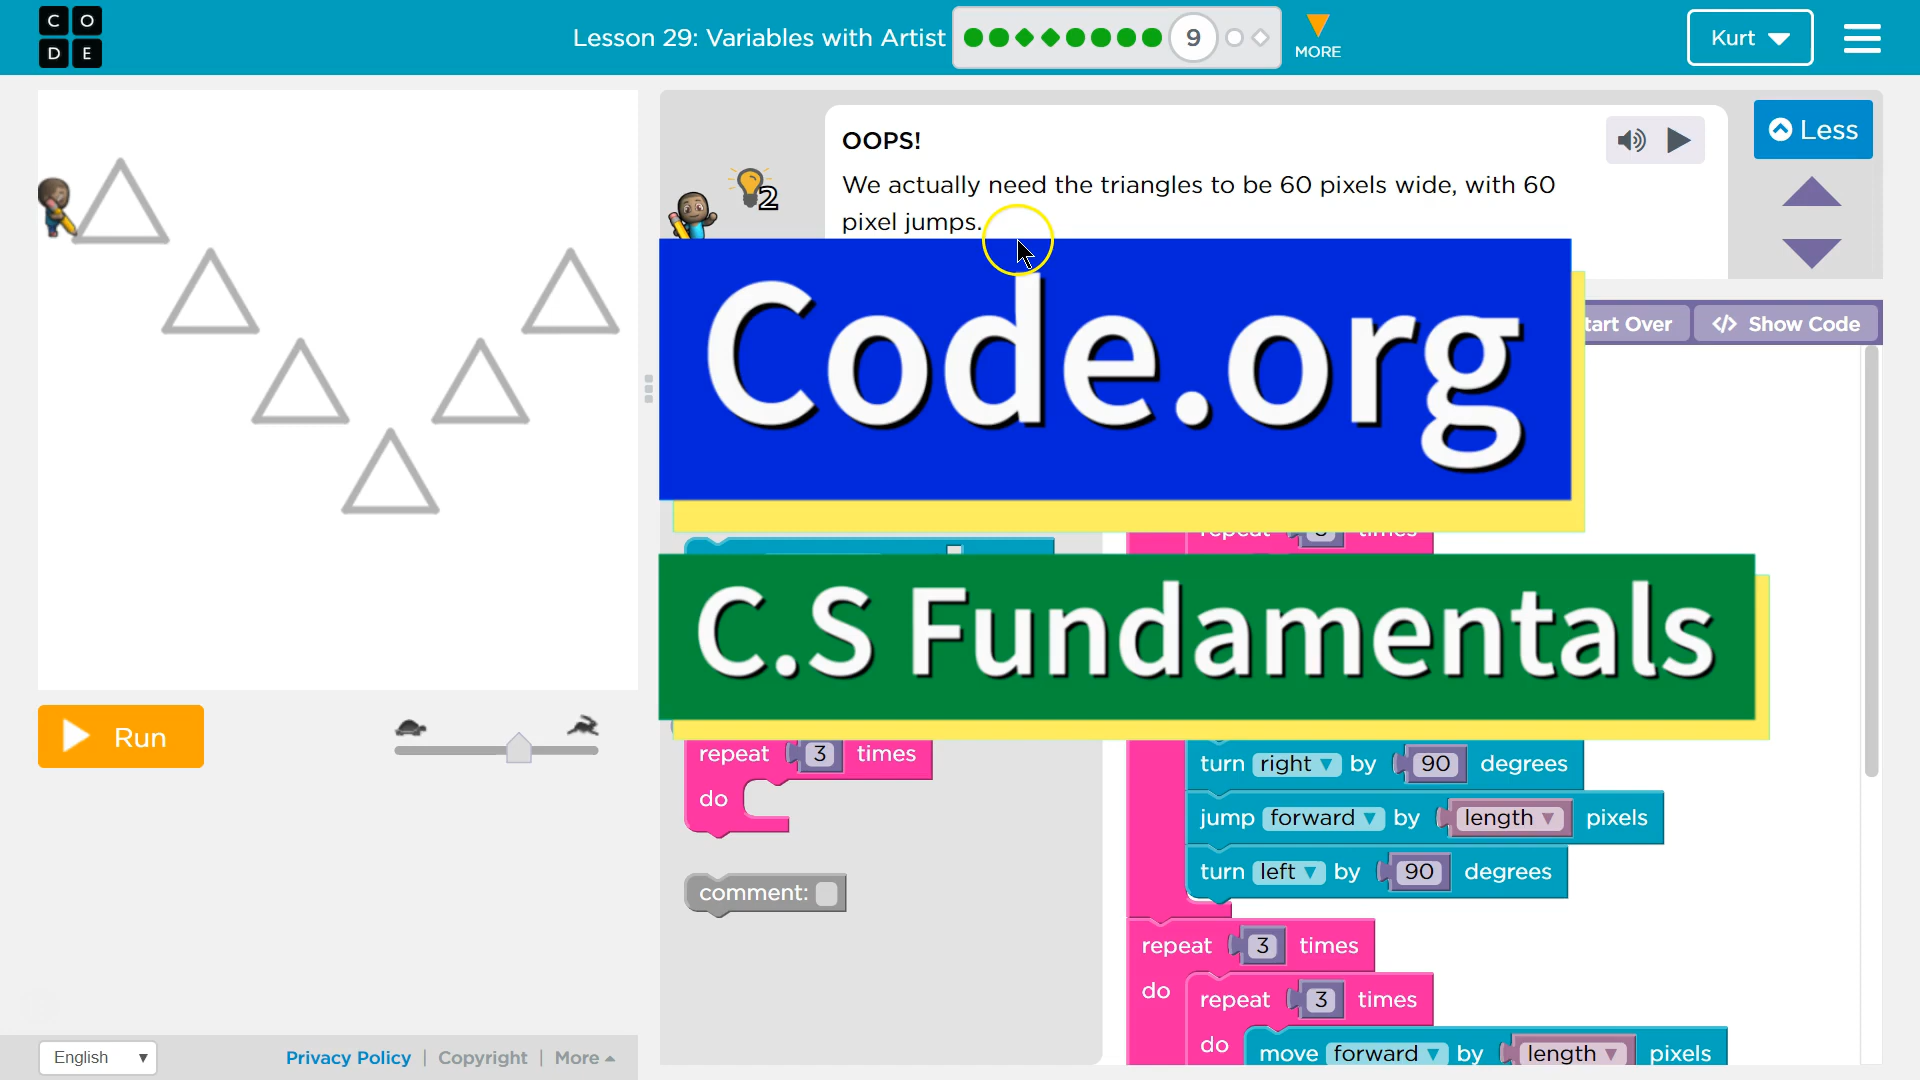 C O
D E
Lesson 29: Variables with Artist
9
MORE
Kurt
OOPS!
We actually need the triangles to be 60 pixels wide, with 60
pixel jumps.
2
Less
Code.org
tart Over
</> Show Code
repeat 3 times
C.S Fundamentals
Run
repeat 3 times
do
comment:
turn right ▼ by 90 degrees
jump forward ▼ by length ▼ pixels
turn left ▼ by 90 degrees
repeat 3 times
do
repeat 3 times
do
move forward ▼ by length ▼ pixels
English ▼
Privacy Policy | Copyright | More